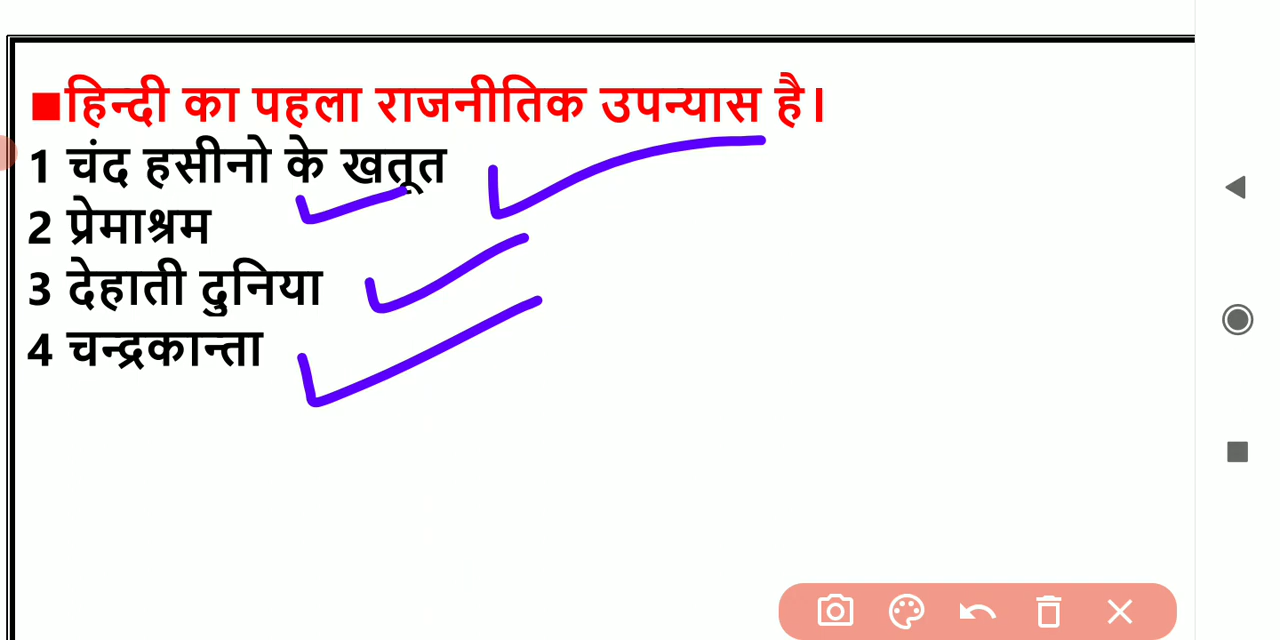 ■हिन्दी का पहला राजनीतिक उपन्यास है।
1 चंद हसीनो के खतूत
2 प्रेमाश्रम
3 देहाती दुनिया
4 चन्द्रकान्ता